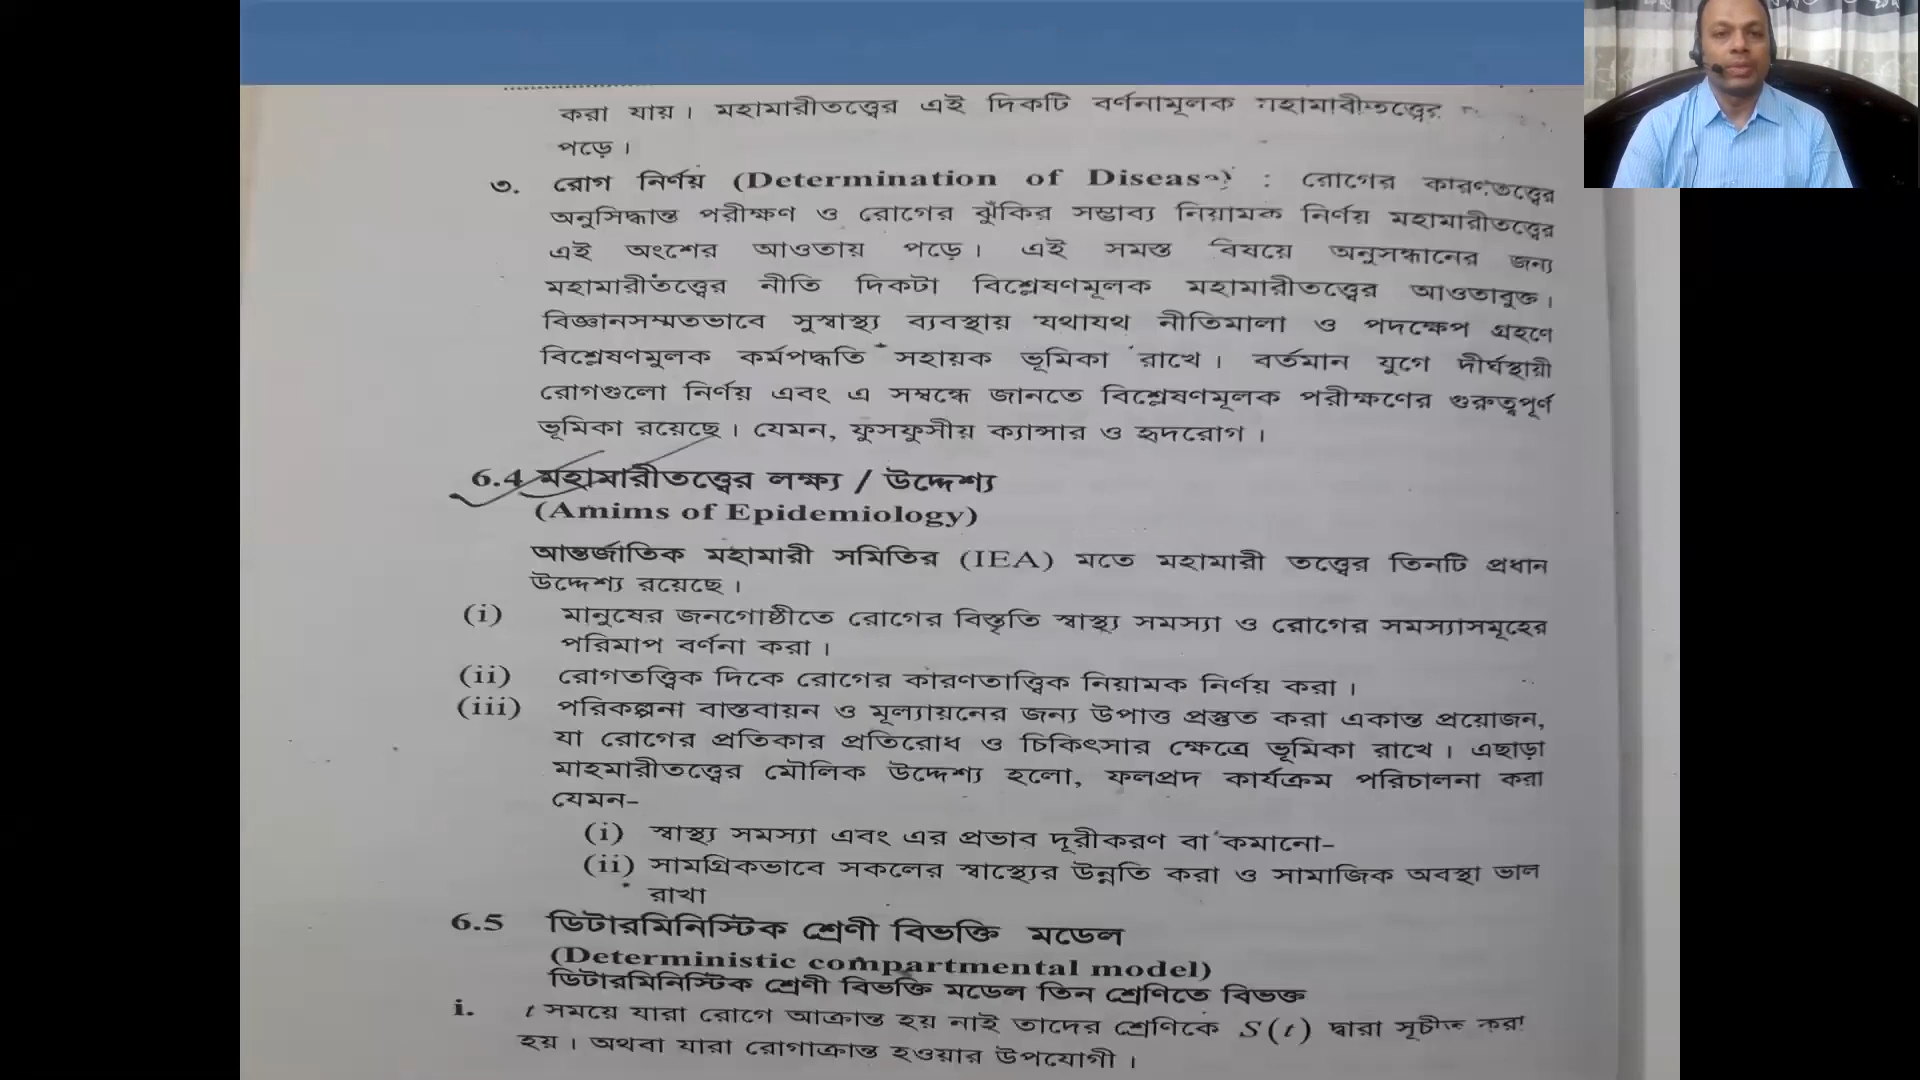 করা যায়। মহামারীতত্ত্বের এই দিকটি বর্ণনামূলক মহামারীতত্ত্বের
পড়ে।
৩. রোগ নির্ণয় (Determination of Disease) : রোগের কারণতত্ত্বের
অনুসিদ্ধান্ত পরীক্ষণ ও রোগের ঝুঁকির সম্ভাব্য নিয়ামক নির্ণয় মহামারীতত্ত্বের
এই অংশের আওতায় পড়ে। এই সমস্ত বিষয়ে অনুসন্ধানের জন্য
মহামারীতত্ত্বের নীতি দিকটা বিশ্লেষণমূলক মহামারীতত্ত্বের আওতাবুক্ত।
বিজ্ঞানসম্মতভাবে সুস্বাস্থ্য ব্যবস্থায় যথাযথ নীতিমালা ও পদক্ষেপ গ্রহণে
বিশ্লেষণমুলক কর্মপদ্ধতি সহায়ক ভূমিকা রাখে। বর্তমান যুগে দীর্ঘস্থায়ী
রোগগুলো নির্ণয় এবং এ সম্বন্ধে জানতে বিশ্লেষণমূলক পরীক্ষণের গুরুত্বপূর্ণ
ভূমিকা রয়েছে। যেমন, ফুসফুসীয় ক্যান্সার ও হৃদরোগ।
6.4 মহামারীতত্ত্বের লক্ষ্য / উদ্দেশ্য
(Amims of Epidemiology)
আন্তর্জাতিক মহামারী সমিতির (IEA) মতে মহামারী তত্ত্বের তিনটি প্রধান
উদ্দেশ্য রয়েছে।
(i) মানুষের জনগোষ্ঠীতে রোগের বিস্তৃতি স্বাস্থ্য সমস্যা ও রোগের সমস্যাসমূহের
পরিমাপ বর্ণনা করা।
(ii) রোগতত্ত্বিক দিকে রোগের কারণতাত্ত্বিক নিয়ামক নির্ণয় করা।
(iii) পরিকল্পনা বাস্তবায়ন ও মূল্যায়নের জন্য উপাত্ত প্রস্তুত করা একান্ত প্রয়োজন,
যা রোগের প্রতিকার প্রতিরোধ ও চিকিৎসার ক্ষেত্রে ভূমিকা রাখে। এছাড়া
মাহমারীতত্ত্বের মৌলিক উদ্দেশ্য হলো, ফলপ্রদ কার্যক্রম পরিচালনা করা
যেমন-
(i) স্বাস্থ্য সমস্যা এবং এর প্রভাব দূরীকরণ বা কমানো-
(ii) সামগ্রিকভাবে সকলের স্বাস্থ্যের উন্নতি করা ও সামাজিক অবস্থা ভাল
রাখা
6.5 ডিটারমিনিস্টিক শ্রেণী বিভক্তি মডেল
(Deterministic compartmental model)
ডিটারমিনিস্টিক শ্রেণী বিভক্তি মডেল তিন শ্রেণিতে বিভক্ত
i. t সময়ে যারা রোগে আক্রান্ত হয় নাই তাদের শ্রেণিকে S(t) দ্বারা সূচীত করা
হয়। অথবা যারা রোগাক্রান্ত হওয়ার উপযোগী।